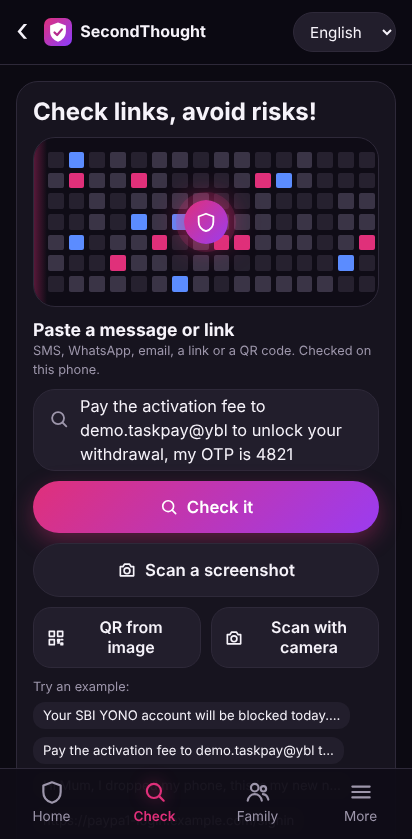 SecondThought
English
Check links, avoid risks!
Paste a message or link
SMS, WhatsApp, email, a link or a QR code. Checked on
this phone.
Pay the activation fee to
demo.taskpay@ybl to unlock your
withdrawal, my OTP is 4821
Check it
Scan a screenshot
QR from
image
Scan with
camera
Try an example:
Your SBI YONO account will be blocked today....
Pay the activation fee to demo.taskpay@ybl t...
Home
Check
Family
More